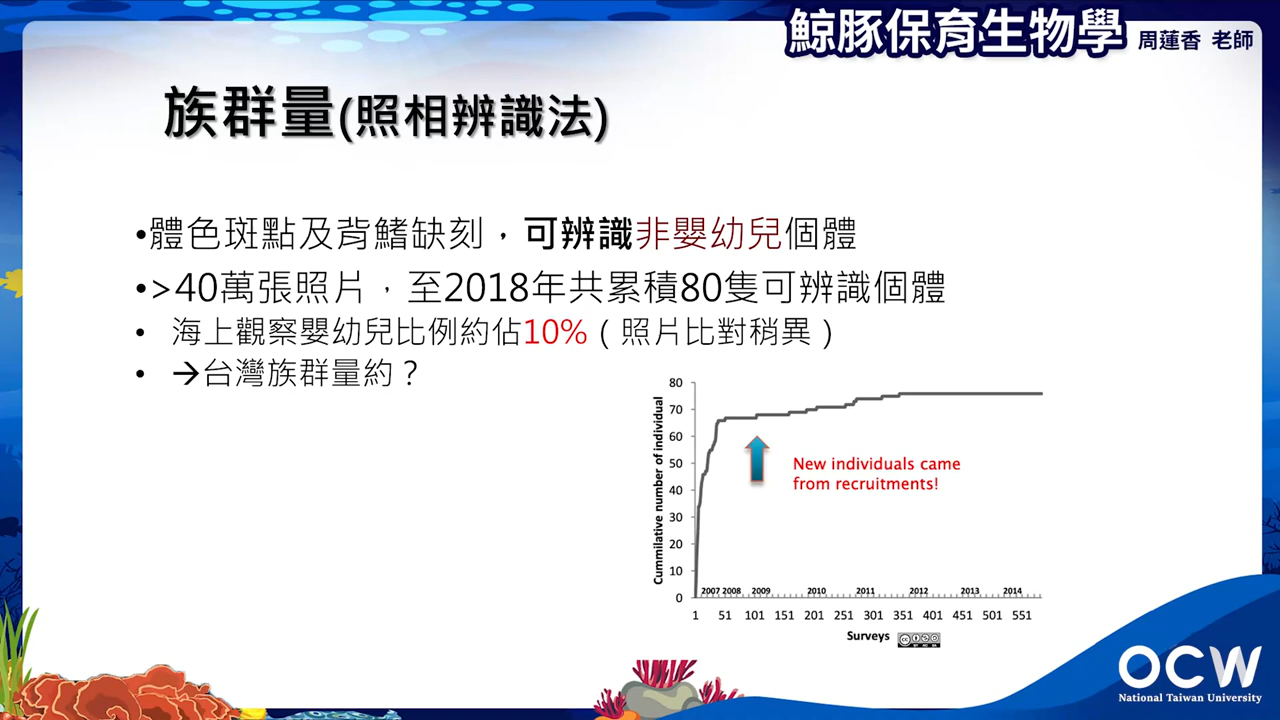 鯨豚保育生物學 周蓮香 老師
族群量(照相辨識法)
•體色斑點及背鰭缺刻，可辨識非嬰幼兒個體
•>40萬張照片，至2018年共累積80隻可辨識個體
• 海上觀察嬰幼兒比例約佔10%（照片比對稍異）
• →台灣族群量約？
Cummilative number of individual
80
70
60
50
40
30
20
10
0
New individuals came
from recruitments!
2007 2008 2009 2010 2011 2012 2013 2014
1 51 101 151 201 251 301 351 401 451 501 551
Surveys
OCW
National Taiwan University